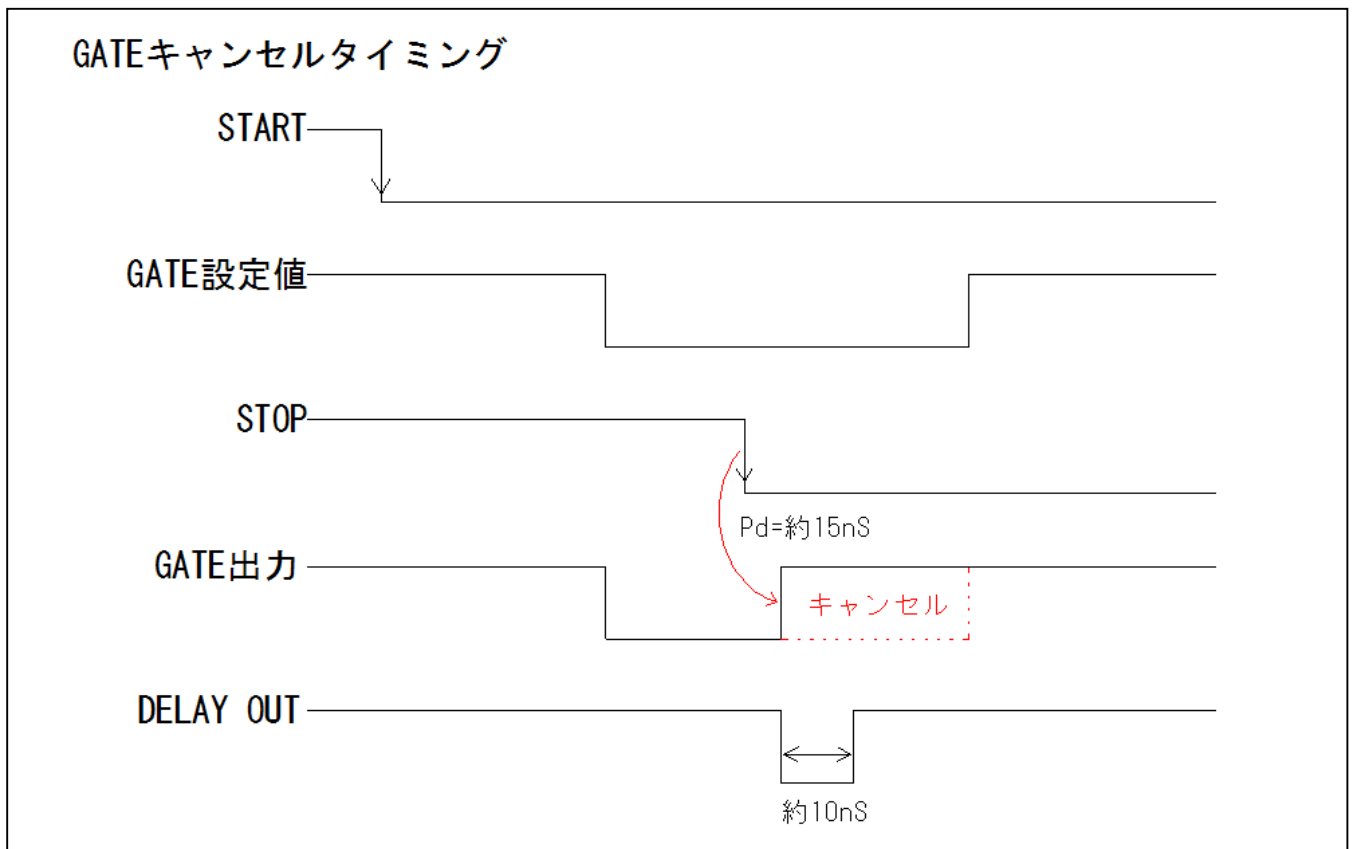 GATEキャンセルタイミング
START
GATE設定値
STOP
Pd=約15nS
GATE出力
キャンセル
DELAY OUT
約10nS